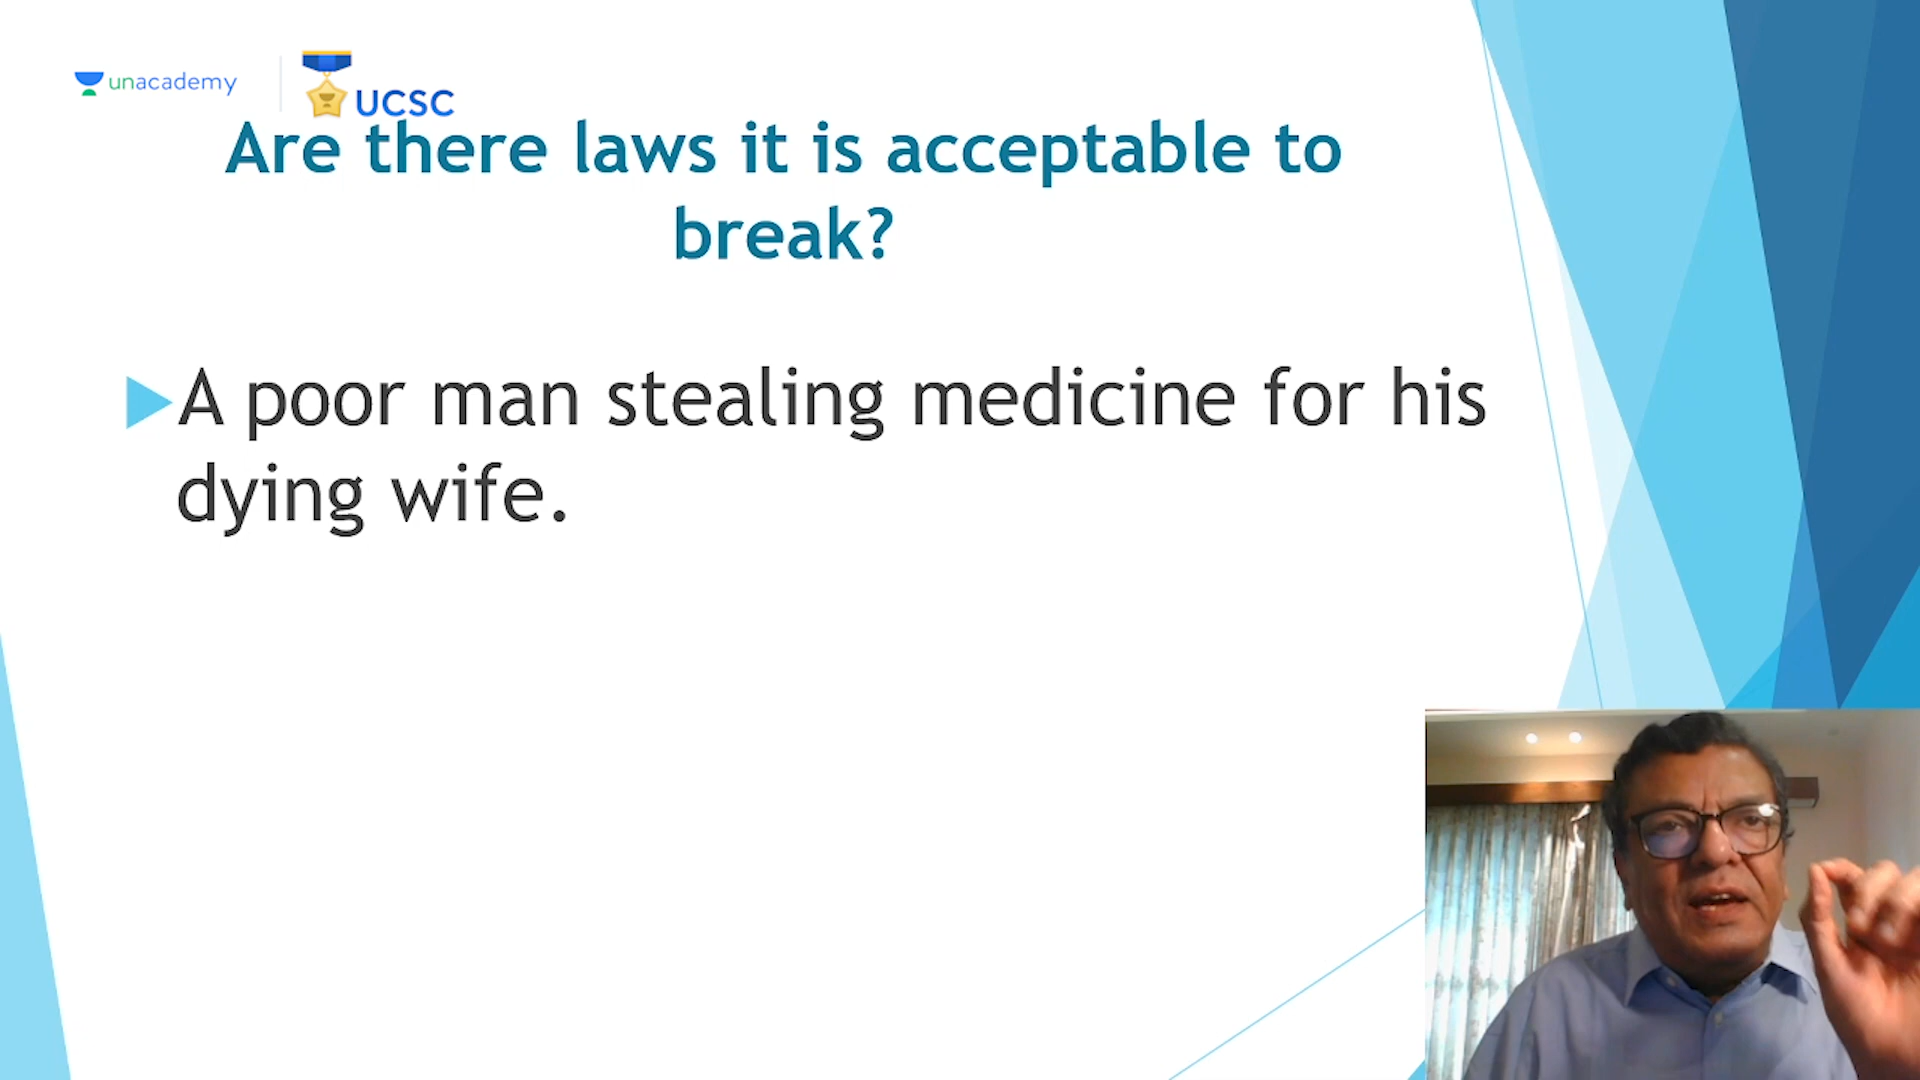 unacademy
UCSC
Are there laws it is acceptable to
break?
A poor man stealing medicine for his
dying wife.